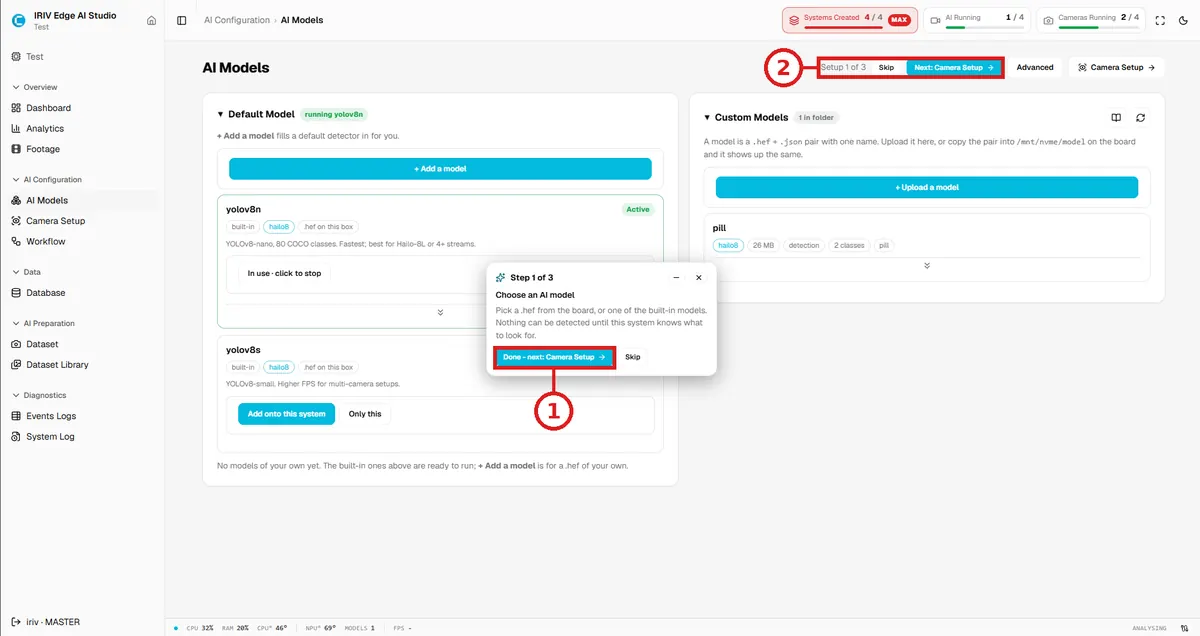 IRIV Edge AI Studio
Test
AI Configuration › AI Models
Systems Created 4 / 4 MAX
AI Running 1 / 4
Cameras Running 2 / 4
Test
Overview
Dashboard
Analytics
Footage
AI Configuration
AI Models
Camera Setup
Workflow
Data
Database
AI Preparation
Dataset
Dataset Library
Diagnostics
Events Logs
System Log
iriv · MASTER
AI Models
2
Setup 1 of 3 Skip Next: Camera Setup →
Advanced
Camera Setup →
Default Model running yolov8n
+ Add a model fills a default detector in for you.
+ Add a model
yolov8n Active
built-in hailo8 .hef on this box
YOLOv8-nano, 80 COCO classes. Fastest; best for Hailo-8L or 4+ streams.
In use · click to stop
yolov8s
built-in hailo8 .hef on this box
YOLOv8-small. Higher FPS for multi-camera setups.
Add onto this system Only this
No models of your own yet. The built-in ones above are ready to run; + Add a model is for a .hef of your own.
Custom Models 1 in folder
A model is a .hef + .json pair with one name. Upload it here, or copy the pair into /mnt/nvme/model on the board
and it shows up the same.
+ Upload a model
pill
hailo8 26 MB detection 2 classes pill
Step 1 of 3
Choose an AI model
Pick a .hef from the board, or one of the built-in models.
Nothing can be detected until this system knows what
to look for.
Done - next: Camera Setup → Skip
1
CPU 32% RAM 20% CPU° 46° NPU° 69° MODELS 1 FPS -
ANALYSING